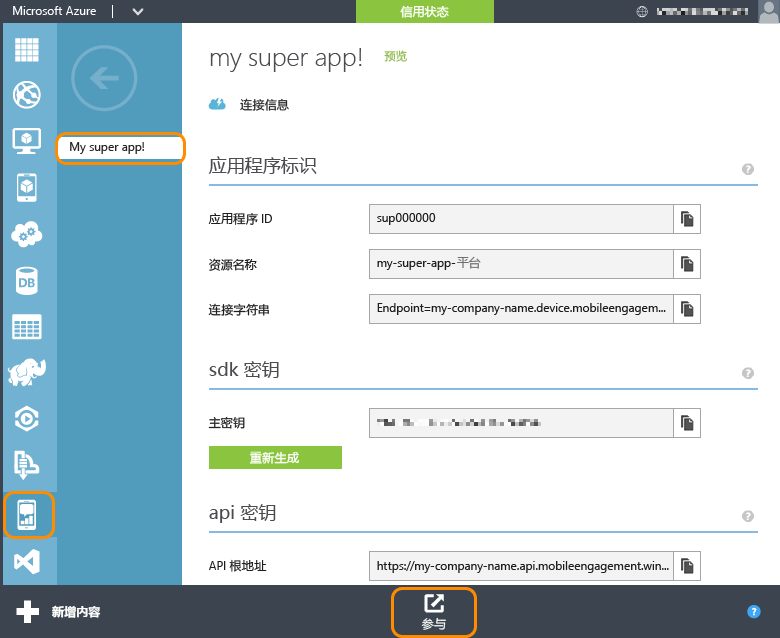 Microsoft Azure
信用状态
my super app! 预览
连接信息
My super app!
应用程序标识
应用程序 ID
sup000000
资源名称
my-super-app-平台
连接字符串
Endpoint=my-company-name.device.mobileengagem...
sdk 密钥
主密钥
重新生成
api 密钥
API 根地址
https://my-company-name.api.mobileengagement.win...
DB
新增内容
参与